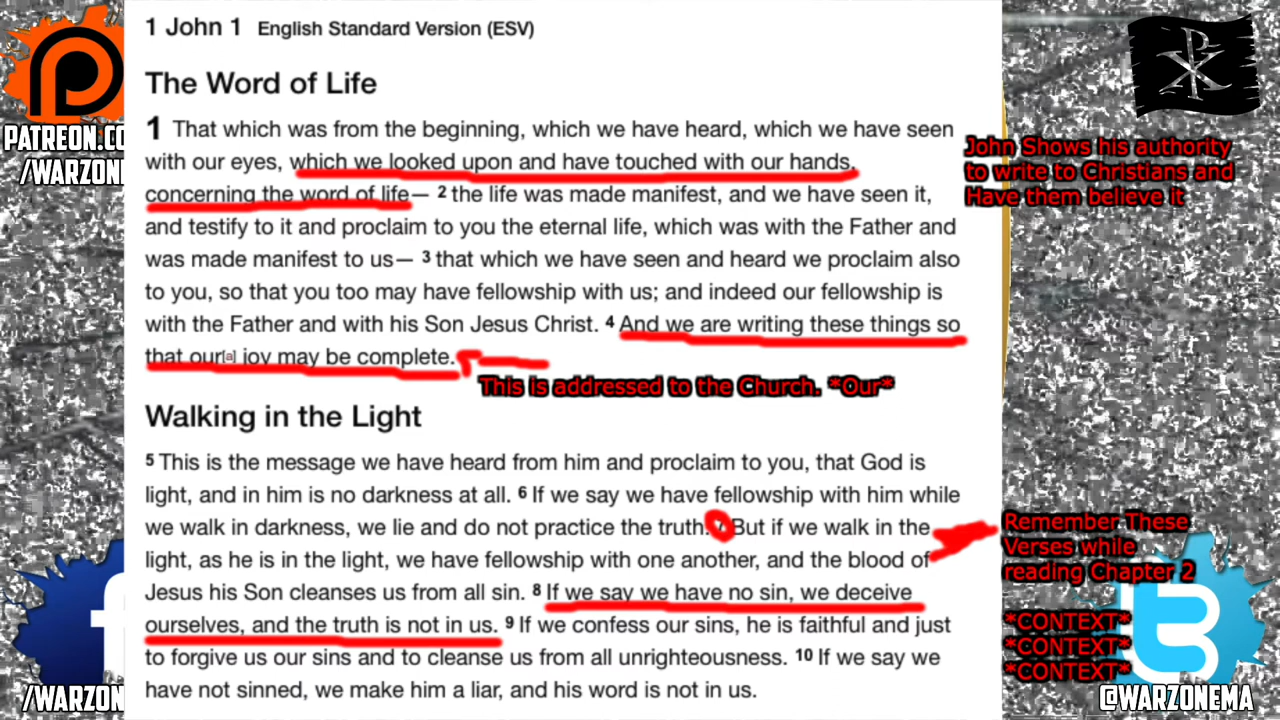 1 John 1 English Standard Version (ESV)
The Word of Life
1 That which was from the beginning, which we have heard, which we have seen
with our eyes, which we looked upon and have touched with our hands,
concerning the word of life— 2 the life was made manifest, and we have seen it,
and testify to it and proclaim to you the eternal life, which was with the Father and
was made manifest to us— 3 that which we have seen and heard we proclaim also
to you, so that you too may have fellowship with us; and indeed our fellowship is
with the Father and with his Son Jesus Christ. 4 And we are writing these things so
that our[a] joy may be complete.
This is addressed to the Church. *Our*
Walking in the Light
5 This is the message we have heard from him and proclaim to you, that God is
light, and in him is no darkness at all. 6 If we say we have fellowship with him while
we walk in darkness, we lie and do not practice the truth. 7 But if we walk in the
light, as he is in the light, we have fellowship with one another, and the blood of
Jesus his Son cleanses us from all sin. 8 If we say we have no sin, we deceive
ourselves, and the truth is not in us. 9 If we confess our sins, he is faithful and just
to forgive us our sins and to cleanse us from all unrighteousness. 10 If we say we
have not sinned, we make him a liar, and his word is not in us.
John Shows his authority
to write to Christians and
Have them believe it
Remember These
Verses while
reading Chapter 2
*CONTEXT*
*CONTEXT*
*CONTEXT*
PATREON.CO
/WARZON
/WARZON
@WARZONEMA